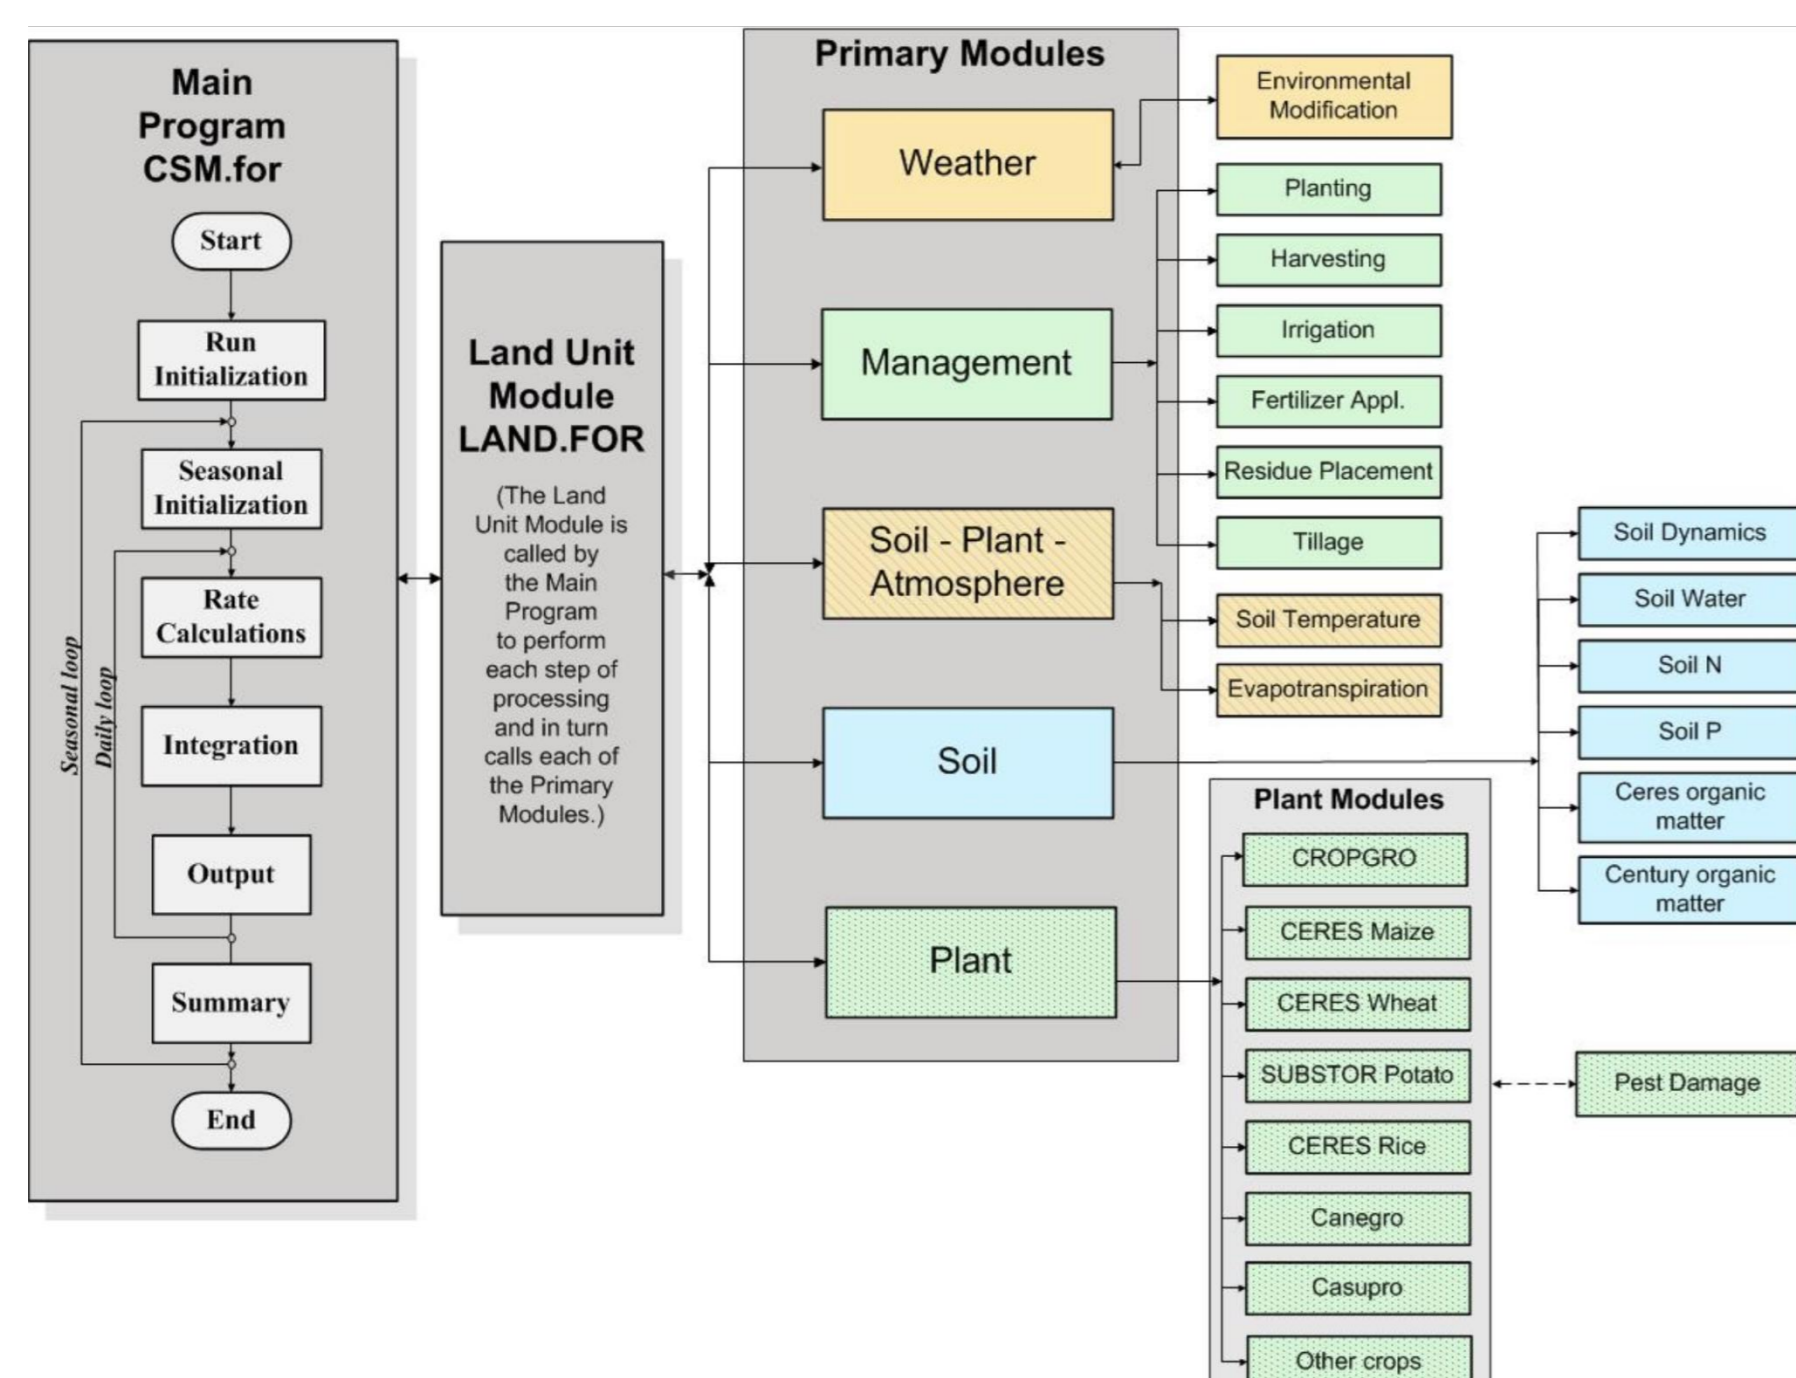 Main
Program
CSM.for
Start
Run
Initialization
Seasonal
Initialization
Rate
Calculations
Integration
Output
Summary
End
Seasonal loop
Daily loop
Land Unit
Module
LAND.FOR
(The Land
Unit Module is
called by
the Main
Program
to perform
each step of
processing
and in turn
calls each of
the Primary
Modules.)
Primary Modules
Weather
Management
Soil - Plant -
Atmosphere
Soil
Plant
Environmental
Modification
Planting
Harvesting
Irrigation
Fertilizer Appl.
Residue Placement
Tillage
Soil Temperature
Evapotranspiration
Soil Dynamics
Soil Water
Soil N
Soil P
Ceres organic
matter
Century organic
matter
Plant Modules
CROPGRO
CERES Maize
CERES Wheat
SUBSTOR Potato
CERES Rice
Canegro
Casupro
Other crops
Pest Damage